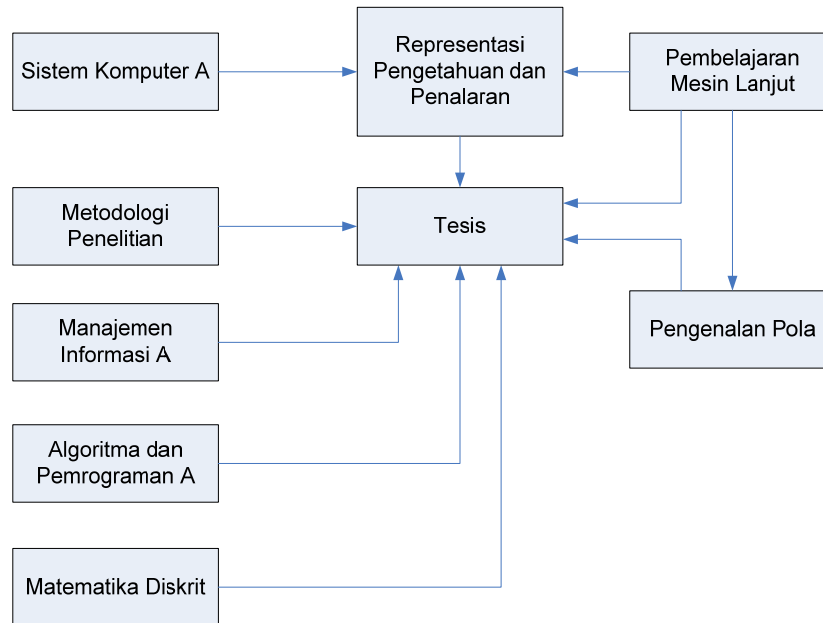 Sistem Komputer A
Representasi
Pengetahuan dan
Penalaran
Pembelajaran
Mesin Lanjut
Metodologi
Penelitian
Tesis
Manajemen
Informasi A
Pengenalan Pola
Algoritma dan
Pemrograman A
Matematika Diskrit